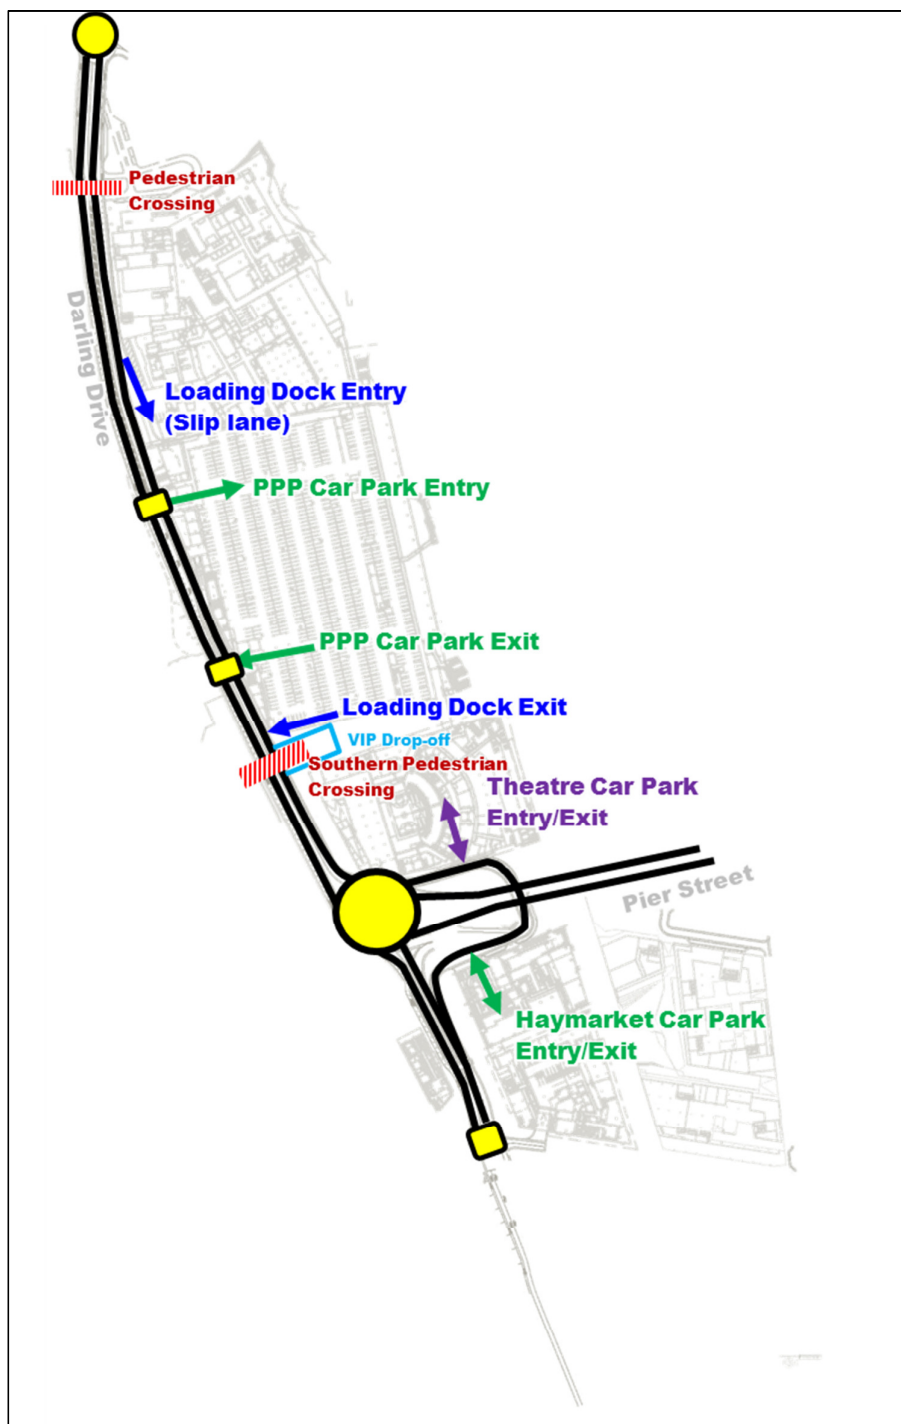 Pedestrian
Crossing
Darling Drive
Loading Dock Entry
(Slip lane)
PPP Car Park Entry
PPP Car Park Exit
Loading Dock Exit
VIP Drop-off
Southern Pedestrian
Crossing
Theatre Car Park
Entry/Exit
Pier Street
Haymarket Car Park
Entry/Exit